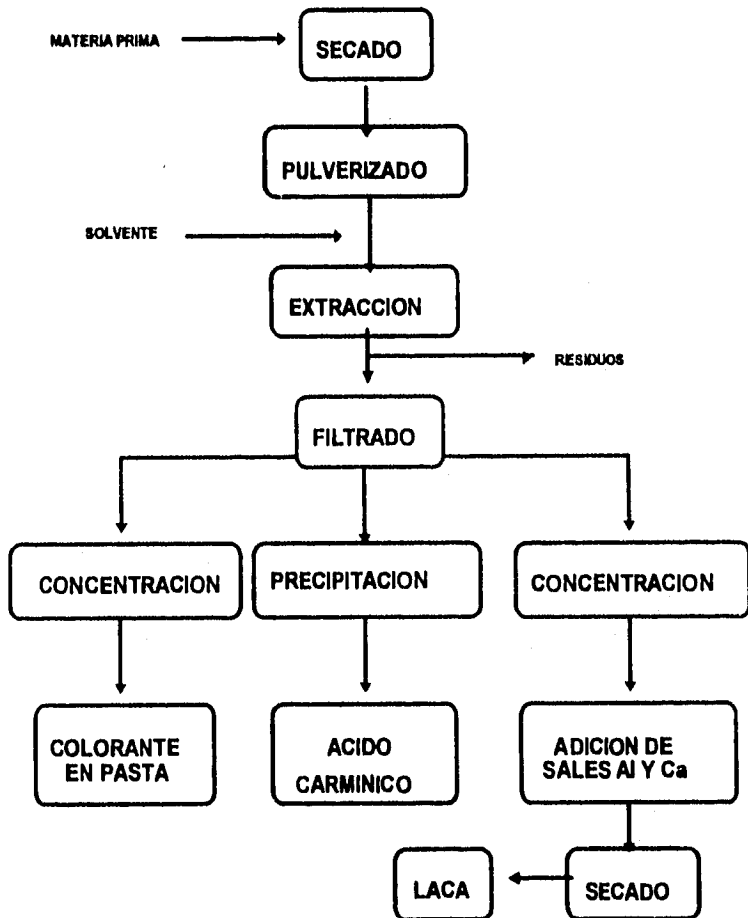 MATERIA PRIMA
SECADO
PULVERIZADO
SOLVENTE
EXTRACCION
RESIDUOS
FILTRADO
CONCENTRACION
PRECIPITACION
CONCENTRACION
COLORANTE
EN PASTA
ACIDO
CARMINICO
ADICION DE
SALES Al Y Ca
LACA
SECADO